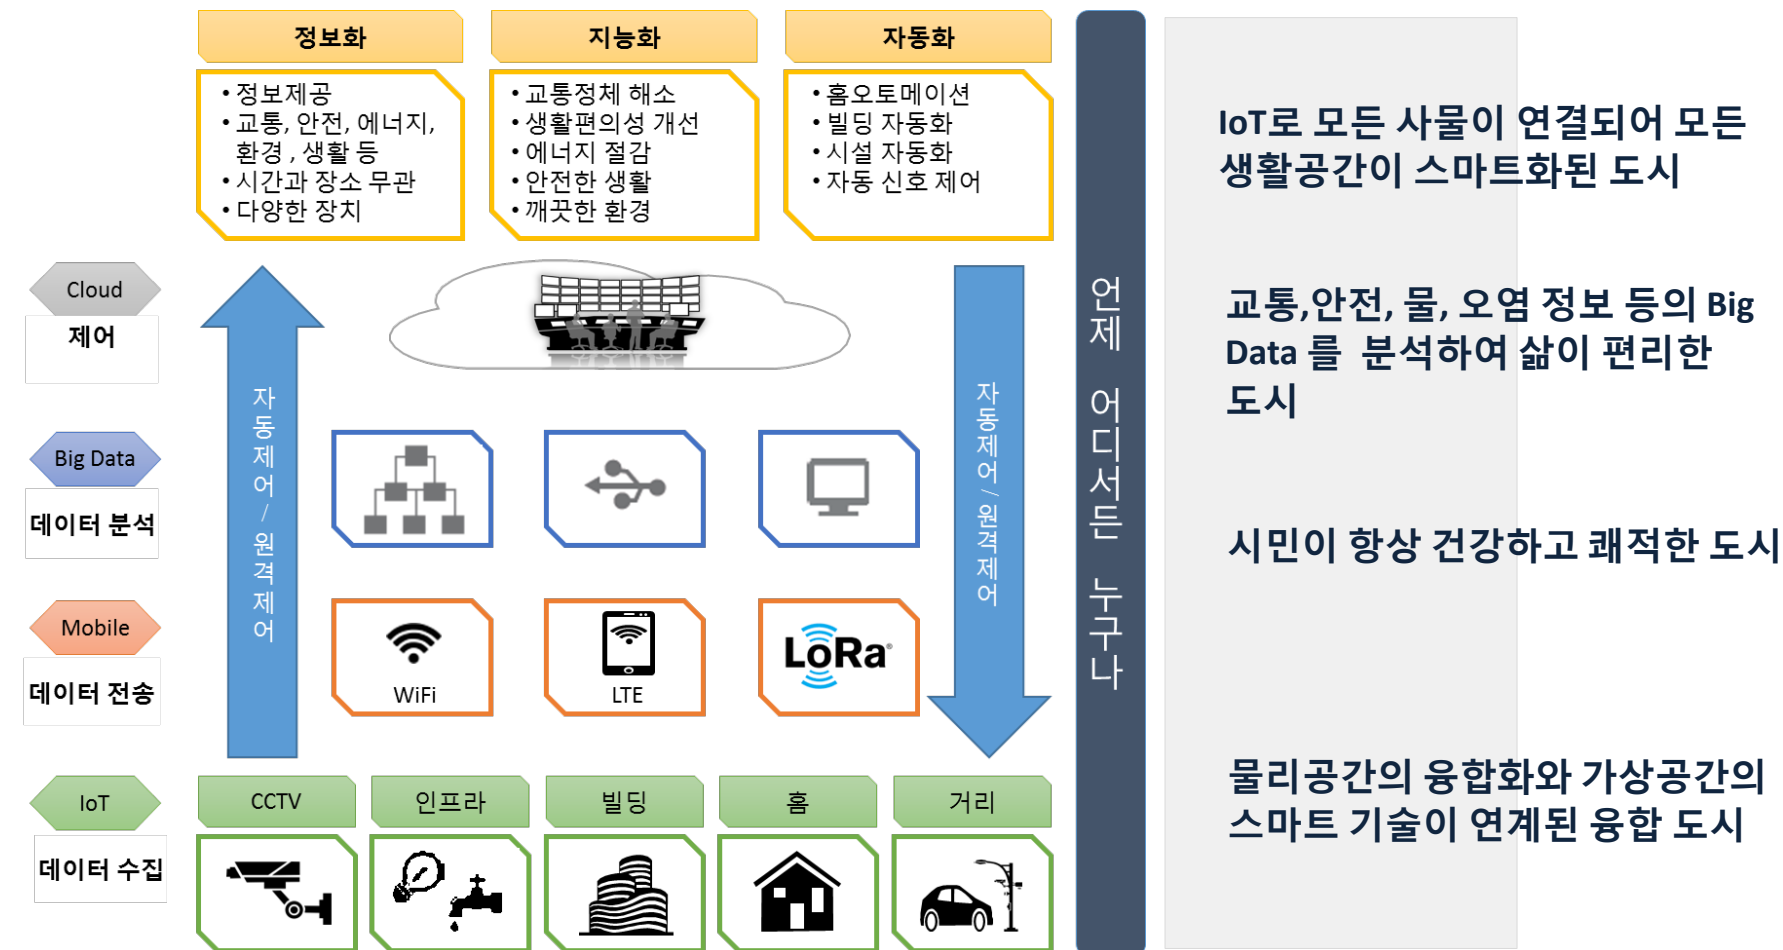 정보화
• 정보제공
• 교통, 안전, 에너지,
환경 , 생활 등
• 시간과 장소 무관
• 다양한 장치
지능화
• 교통정체 해소
• 생활편의성 개선
• 에너지 절감
• 안전한 생활
• 깨끗한 환경
자동화
• 홈오토메이션
• 빌딩 자동화
• 시설 자동화
• 자동 신호 제어
Cloud
제어
Big Data
데이터 분석
Mobile
데이터 전송
IoT
데이터 수집
자동제어 / 원격제어
자동제어 / 원격제어
WiFi
LTE
LoRa
CCTV
인프라
빌딩
홈
거리
언제 어디서든 누구나
IoT로 모든 사물이 연결되어 모든
생활공간이 스마트화된 도시
교통,안전, 물, 오염 정보 등의 Big
Data 를 분석하여 삶이 편리한
도시
시민이 항상 건강하고 쾌적한 도시
물리공간의 융합화와 가상공간의
스마트 기술이 연계된 융합 도시